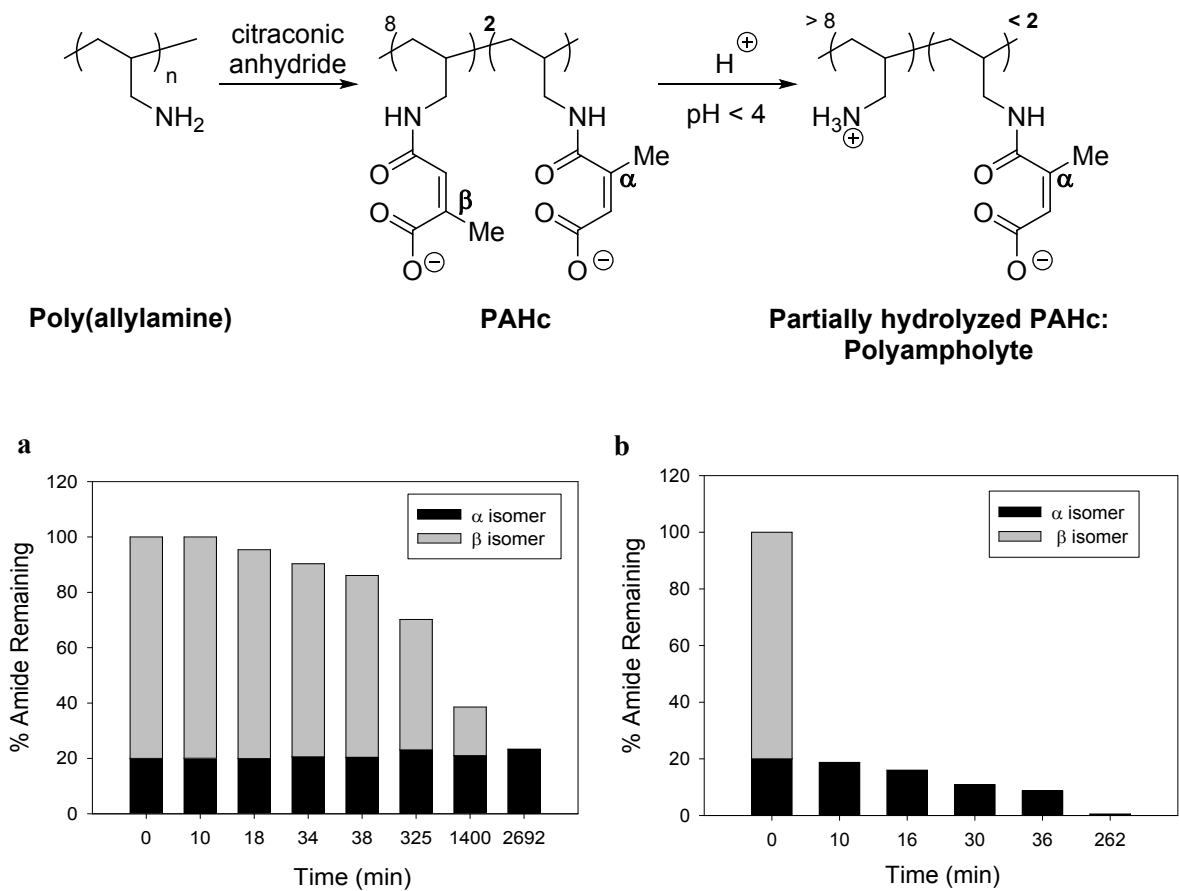 citraconic
anhydride
n
NH2
8
2
HN
NH
O
O
β
Me
α
Me
O
O
O⊖
O⊖
H⊕
pH < 4
> 8
< 2
H3N
⊕
NH
O
Me
α
O
O⊖
Poly(allylamine)
PAHc
Partially hydrolyzed PAHc:
Polyampholyte
a
% Amide Remaining
120
100
80
60
40
20
0
α isomer
β isomer
0 10 18 34 38 325 1400 2692
Time (min)
b
% Amide Remaining
120
100
80
60
40
20
0
α isomer
β isomer
0 10 16 30 36 262
Time (min)